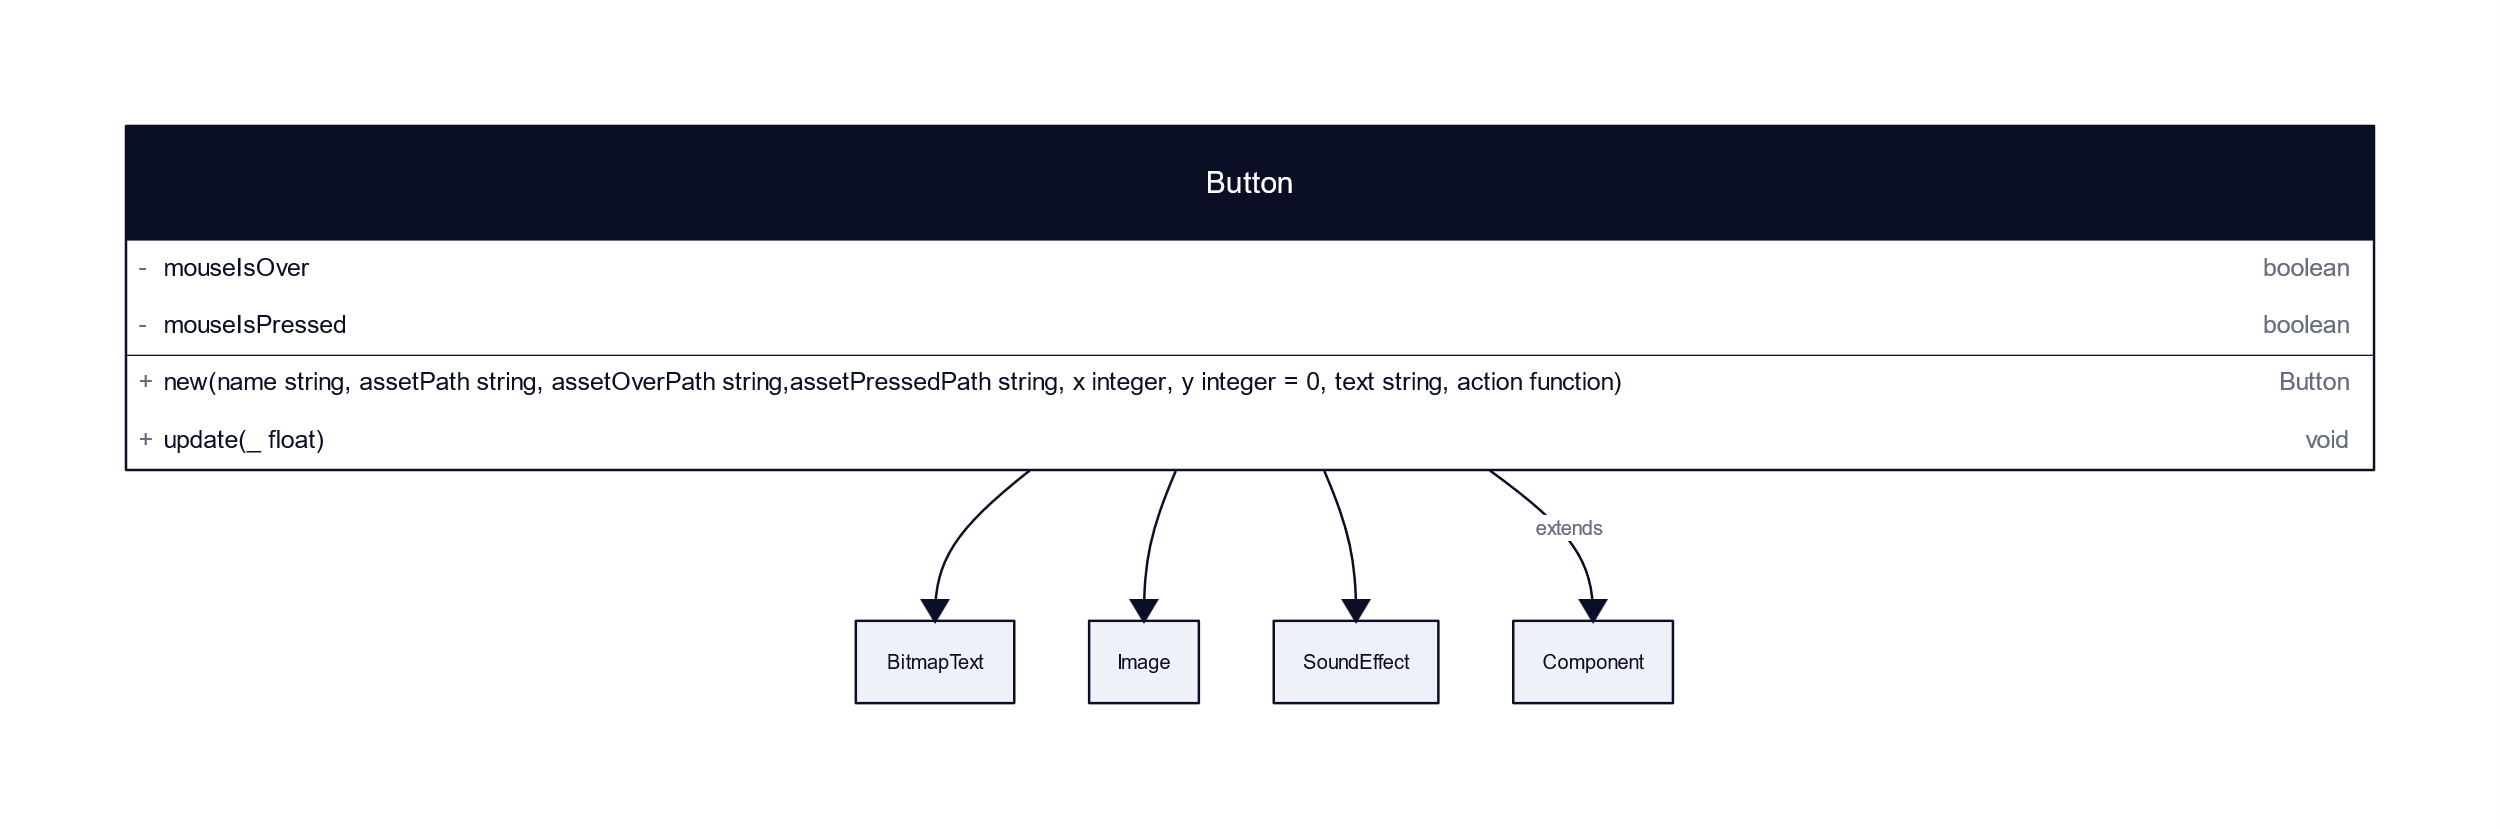 Button
- mouseIsOver boolean
- mouseIsPressed boolean
+ new(name string, assetPath string, assetOverPath string,assetPressedPath string, x integer, y integer = 0, text string, action function) Button
+ update(_ float) void
extends
BitmapText
Image
SoundEffect
Component